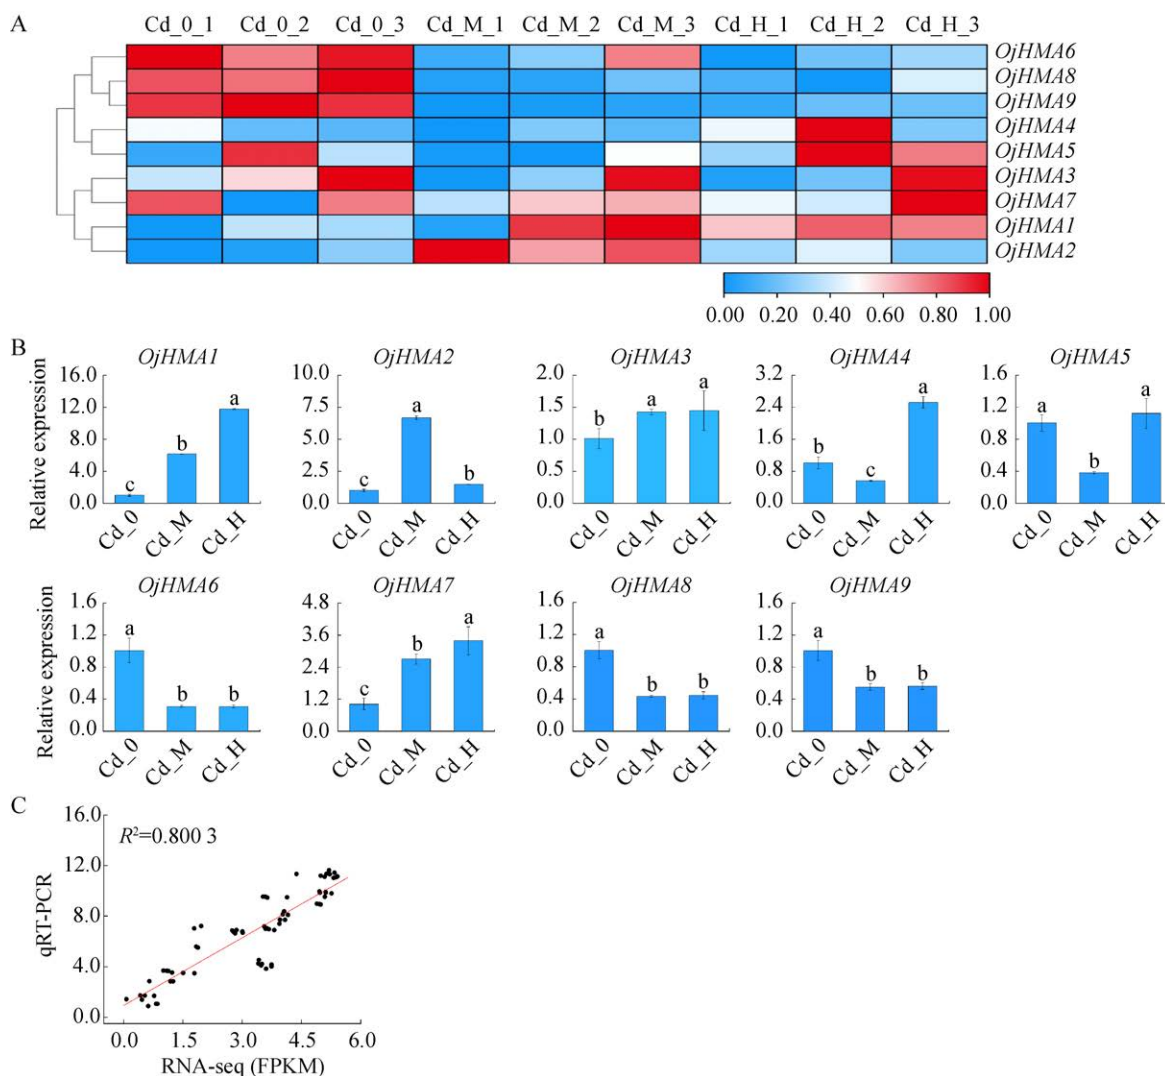 A
Cd_0_1 Cd_0_2 Cd_0_3 Cd_M_1 Cd_M_2 Cd_M_3 Cd_H_1 Cd_H_2 Cd_H_3
OjHMA6
OjHMA8
OjHMA9
OjHMA4
OjHMA5
OjHMA3
OjHMA7
OjHMA1
OjHMA2
0.00 0.20 0.40 0.60 0.80 1.00
B
OjHMA1
Relative expression
16.0
12.0
8.0
4.0
0.0
c b a
Cd_0 Cd_M Cd_H
OjHMA2
10.0
7.5
5.0
2.5
0.0
c a b
Cd_0 Cd_M Cd_H
OjHMA3
2.0
1.5
1.0
0.5
0.0
b a a
Cd_0 Cd_M Cd_H
OjHMA4
3.2
2.4
1.6
0.8
0.0
b c a
Cd_0 Cd_M Cd_H
OjHMA5
1.6
1.2
0.8
0.4
0.0
a b a
Cd_0 Cd_M Cd_H
OjHMA6
Relative expression
1.6
1.2
0.8
0.4
0.0
a b b
Cd_0 Cd_M Cd_H
OjHMA7
4.8
3.6
2.4
1.2
0.0
c b a
Cd_0 Cd_M Cd_H
OjHMA8
1.6
1.2
0.8
0.4
0.0
a b b
Cd_0 Cd_M Cd_H
OjHMA9
1.6
1.2
0.8
0.4
0.0
a b b
Cd_0 Cd_M Cd_H
C
R²=0.800 3
qRT-PCR
16.0
12.0
8.0
4.0
0.0
0.0 1.5 3.0 4.5 6.0
RNA-seq (FPKM)